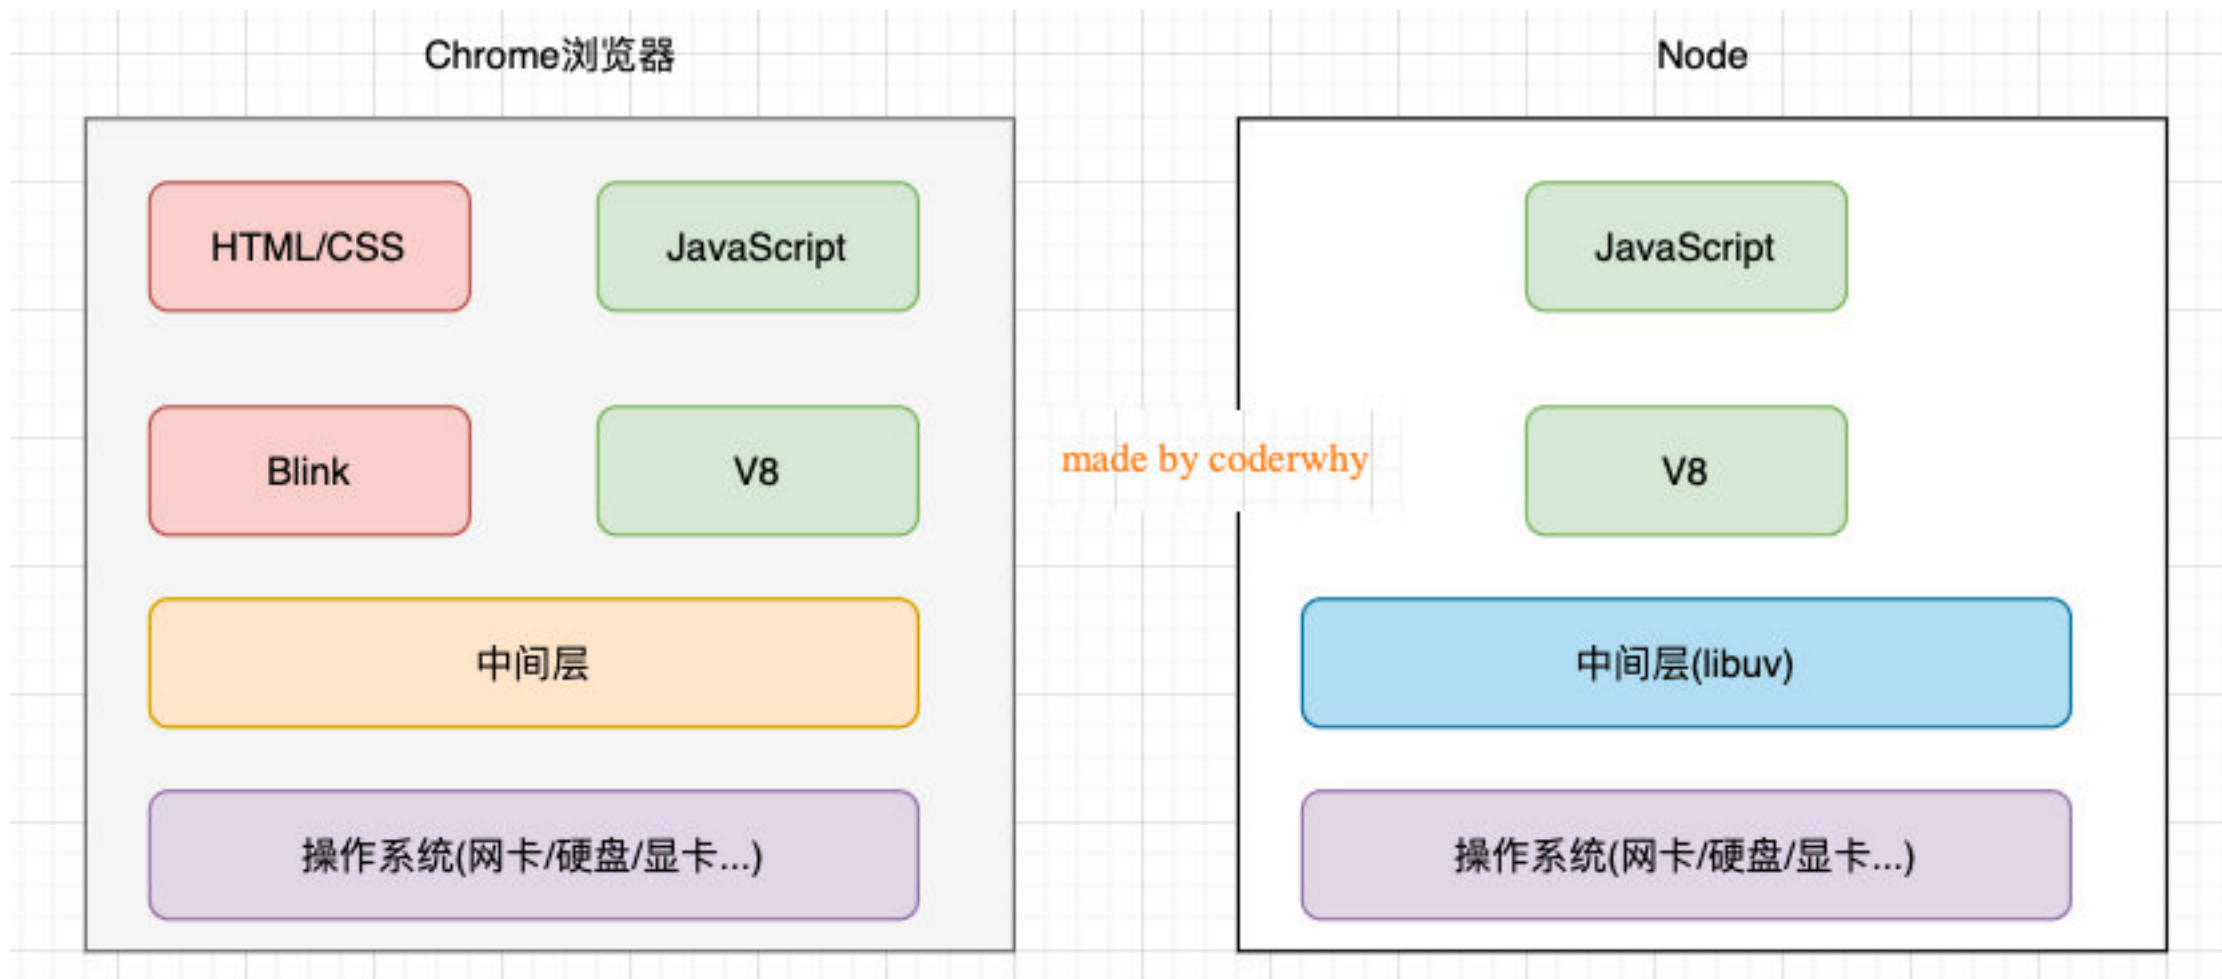 Chrome浏览器
HTML/CSS
JavaScript
Blink
V8
中间层
操作系统(网卡/硬盘/显卡...)
made by coderwhy
Node
JavaScript
V8
中间层(libuv)
操作系统(网卡/硬盘/显卡...)